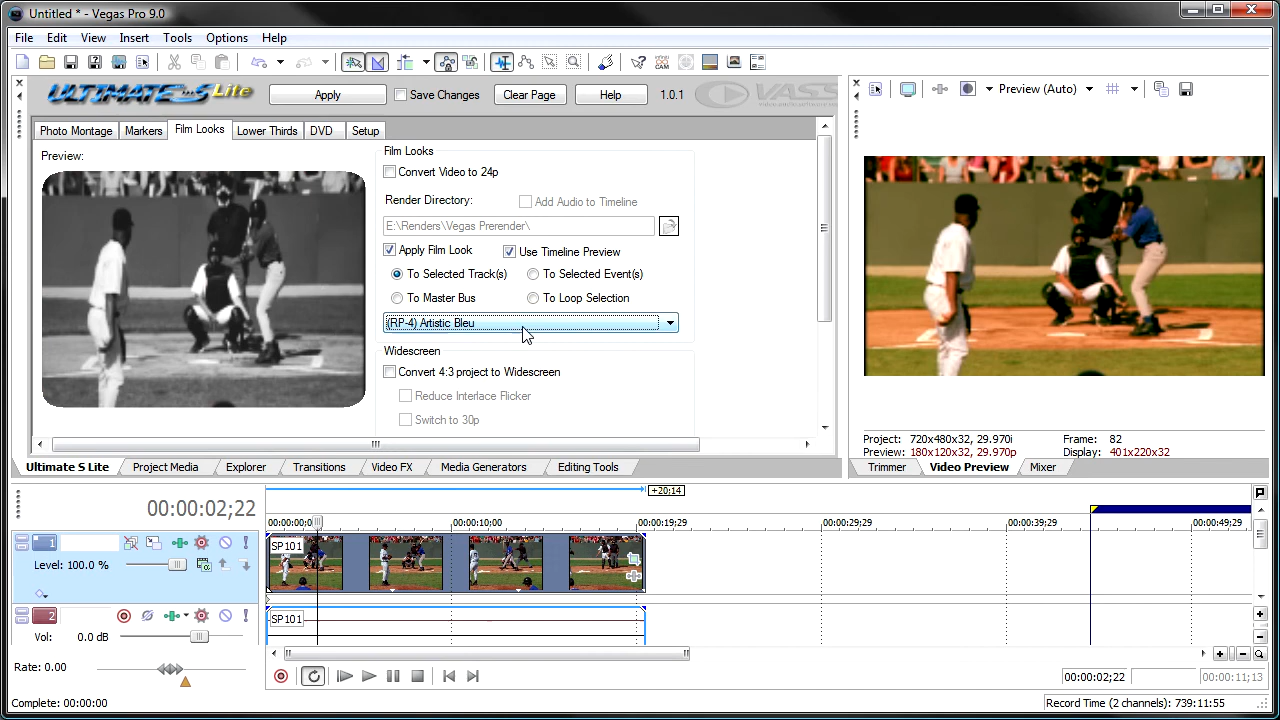 Untitled * - Vegas Pro 9.0
File Edit View Insert Tools Options Help
ULTIMATE S Lite Apply Save Changes Clear Page Help 1.0.1 VASS
Preview (Auto)
Photo Montage Markers Film Looks Lower Thirds DVD Setup
Preview:
Film Looks
Convert Video to 24p
Render Directory: Add Audio to Timeline
E:\Renders\Vegas Prerender\
Apply Film Look Use Timeline Preview
To Selected Track(s) To Selected Event(s)
To Master Bus To Loop Selection
(RP-4) Artistic Bleu
Widescreen
Convert 4:3 project to Widescreen
Reduce Interlace Flicker
Switch to 30p
Project: 720x480x32, 29.970i Frame: 82
Preview: 180x120x32, 29.970p Display: 401x220x32
Ultimate S Lite Project Media Explorer Transitions Video FX Media Generators Editing Tools
Trimmer Video Preview Mixer
+20;14
00:00:02;22
00:00:00;0 00:00:10;00 00:00:19;29 00:00:29;29 00:00:39;29 00:00:49;29
1
SP101
Level: 100.0 %
2
SP101
Vol: 0.0 dB
Rate: 0.00
00:00:02;22 00:00:11;13
Complete: 00:00:00 Record Time (2 channels): 739:11:55